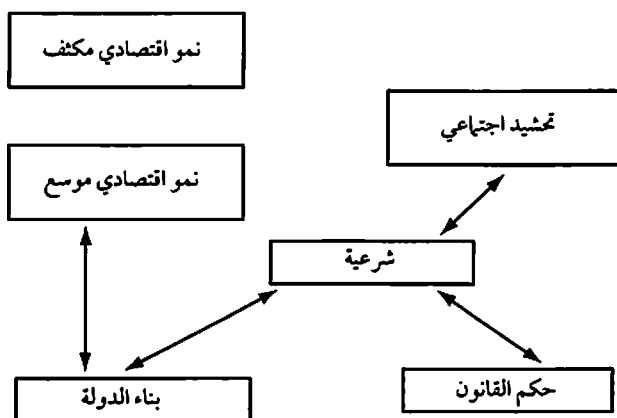 نمو اقتصادي مكثف
تحشيد اجتماعي
نمو اقتصادي موسع
شرعية
حكم القانون
بناء الدولة